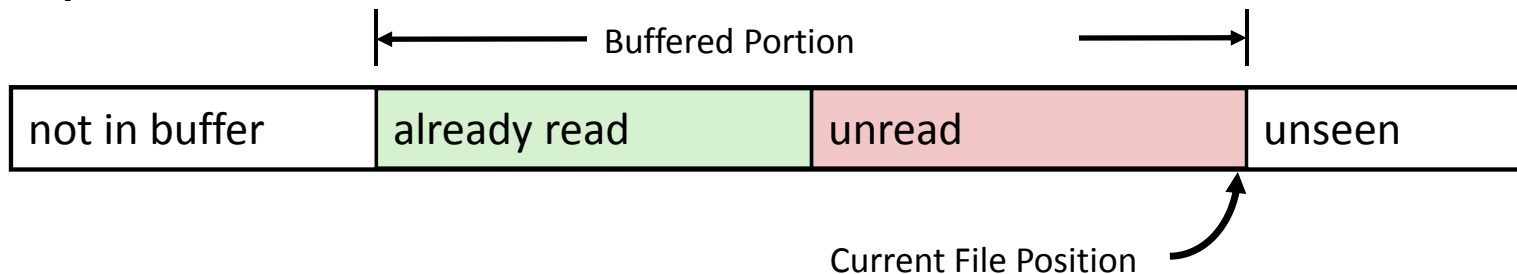 Buffered Portion
not in buffer already read unread unseen
Current File Position